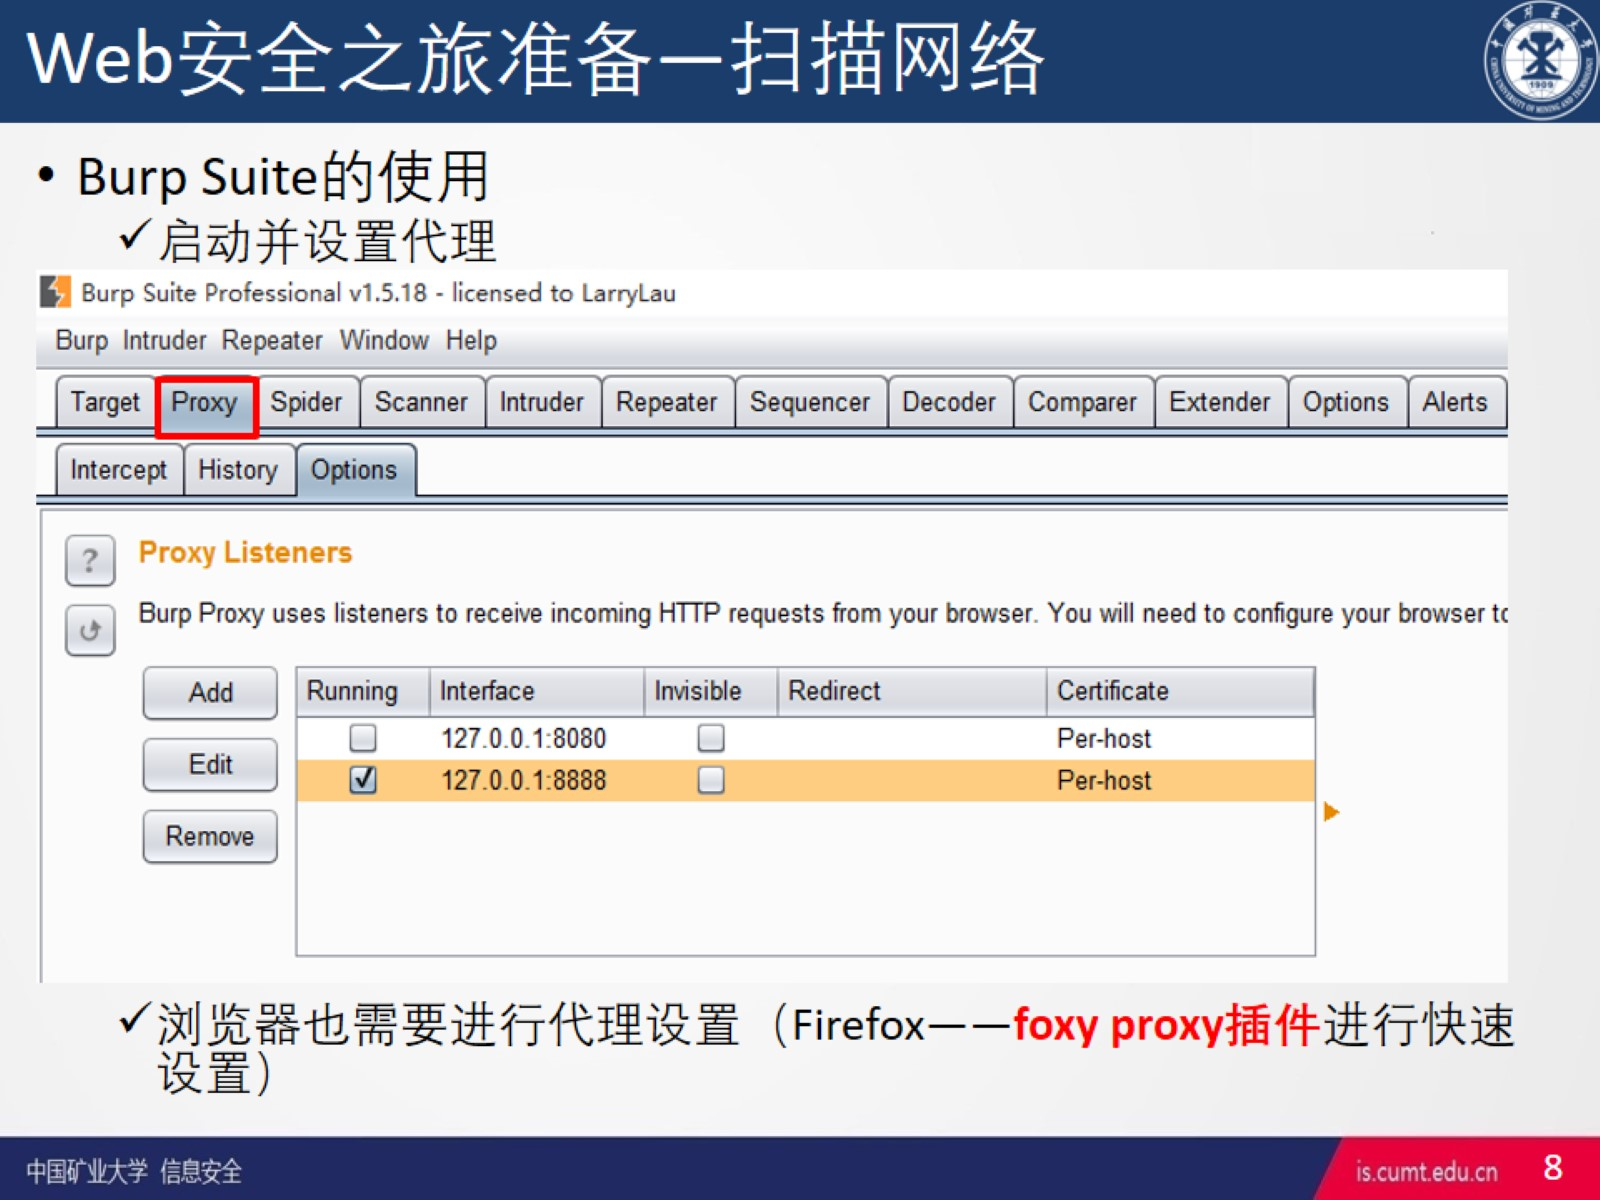 Web安全之旅准备—扫描网络
1909
• Burp Suite的使用
✓启动并设置代理
Burp Suite Professional v1.5.18 - licensed to LarryLau
Burp Intruder Repeater Window Help
Target Proxy Spider Scanner Intruder Repeater Sequencer Decoder Comparer Extender Options Alerts
Intercept History Options
? Proxy Listeners
Burp Proxy uses listeners to receive incoming HTTP requests from your browser. You will need to configure your browser to
Add
Edit
Remove
Running Interface Invisible Redirect Certificate
127.0.0.1:8080 Per-host
127.0.0.1:8888 Per-host
✓浏览器也需要进行代理设置（Firefox——foxy proxy插件进行快速
设置）
中国矿业大学 信息安全
is.cumt.edu.cn 8